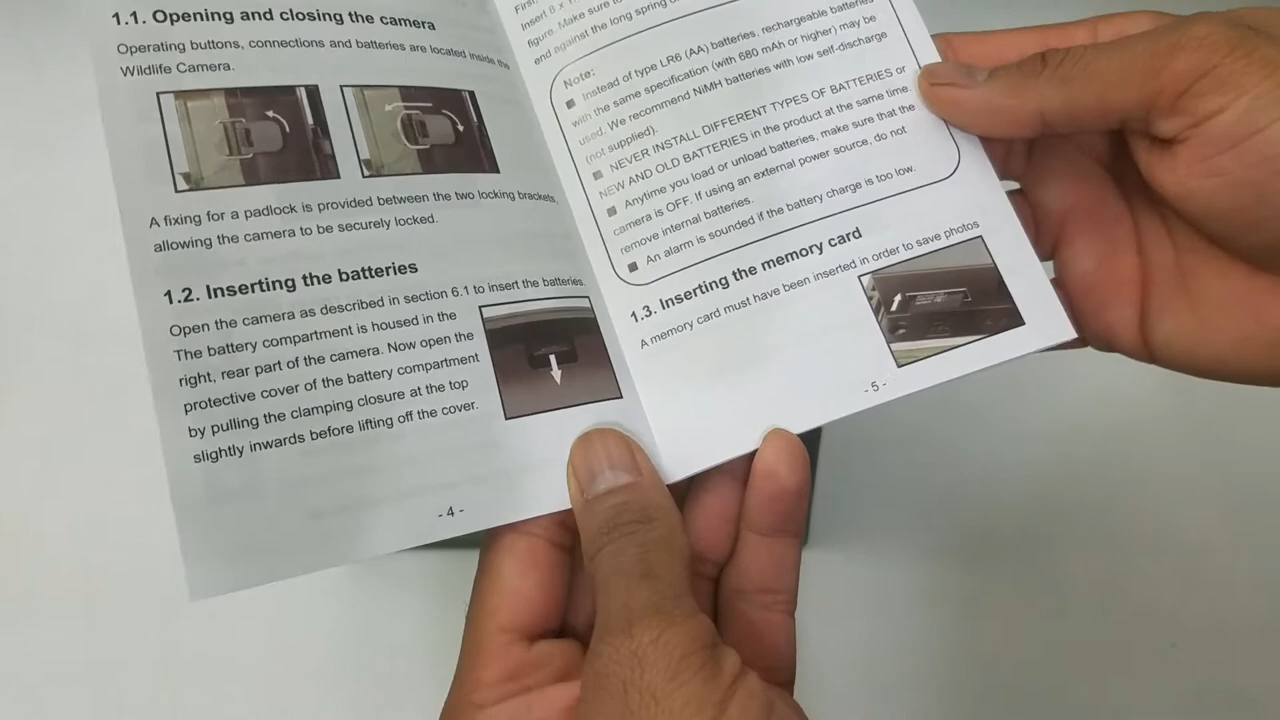 1.1. Opening and closing the camera
Operating buttons, connections and batteries are located inside the
Wildlife Camera.
A fixing for a padlock is provided between the two locking brackets,
allowing the camera to be securely locked.
1.2. Inserting the batteries
Open the camera as described in section 6.1 to insert the batteries.
The battery compartment is housed in the
right, rear part of the camera. Now open the
protective cover of the battery compartment
by pulling the clamping closure at the top
slightly inwards before lifting off the cover.
- 4 -
First,
Insert 8 x
figure. Make sure
end against the long spring
Note:
■ Instead of type LR6 (AA) batteries, rechargeable batteries
with the same specification (with 680 mAh or higher) may be
used. We recommend NiMH batteries with low self-discharge
(not supplied).
■ NEVER INSTALL DIFFERENT TYPES OF BATTERIES or
NEW AND OLD BATTERIES in the product at the same time.
■ Anytime you load or unload batteries, make sure that the
camera is OFF. If using an external power source, do not
remove internal batteries.
■ An alarm is sounded if the battery charge is too low.
1.3. Inserting the memory card
A memory card must have been inserted in order to save photos
- 5 -